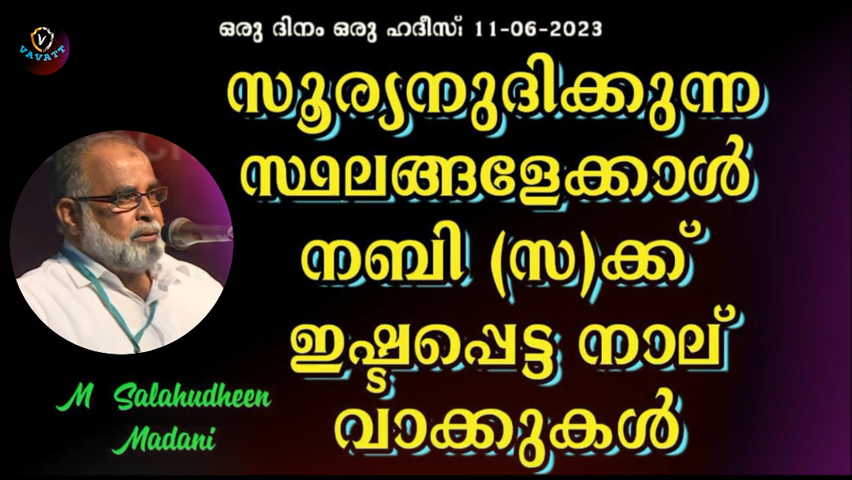 VAVATT
ഒരു ദിനം ഒരു ഹദീസ്: 11-06-2023
സൂര്യനുദിക്കുന്ന
സ്ഥലങ്ങളേക്കാൾ
നബി (സ)ക്ക്
ഇഷ്ടപ്പെട്ട നാല്
വാക്കുകൾ
M Salahudheen
Madani